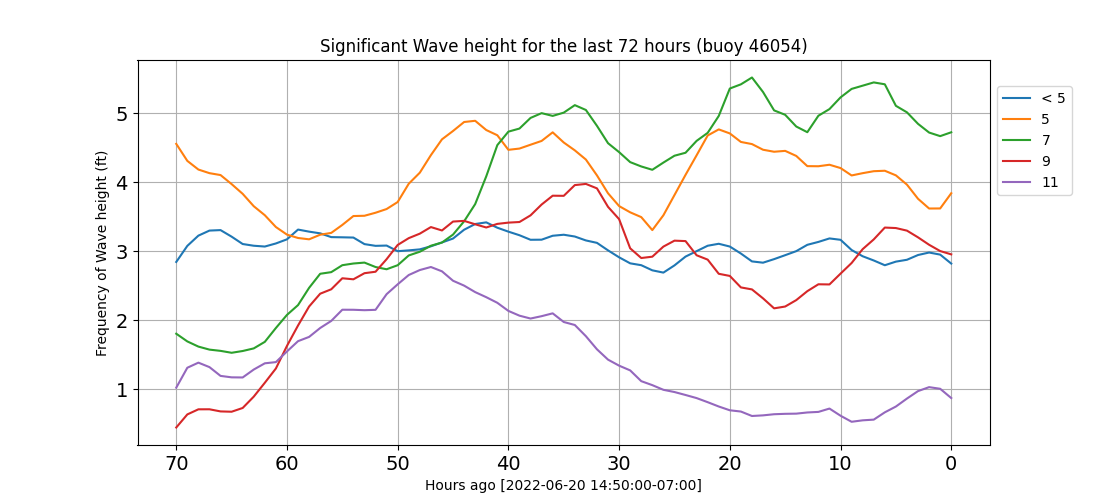 Significant Wave height for the last 72 hours (buoy 46054)
Frequency of Wave height (ft)
5
4
3
2
1
70 60 50 40 30 20 10 0
Hours ago [2022-06-20 14:50:00-07:00]
< 5
5
7
9
11